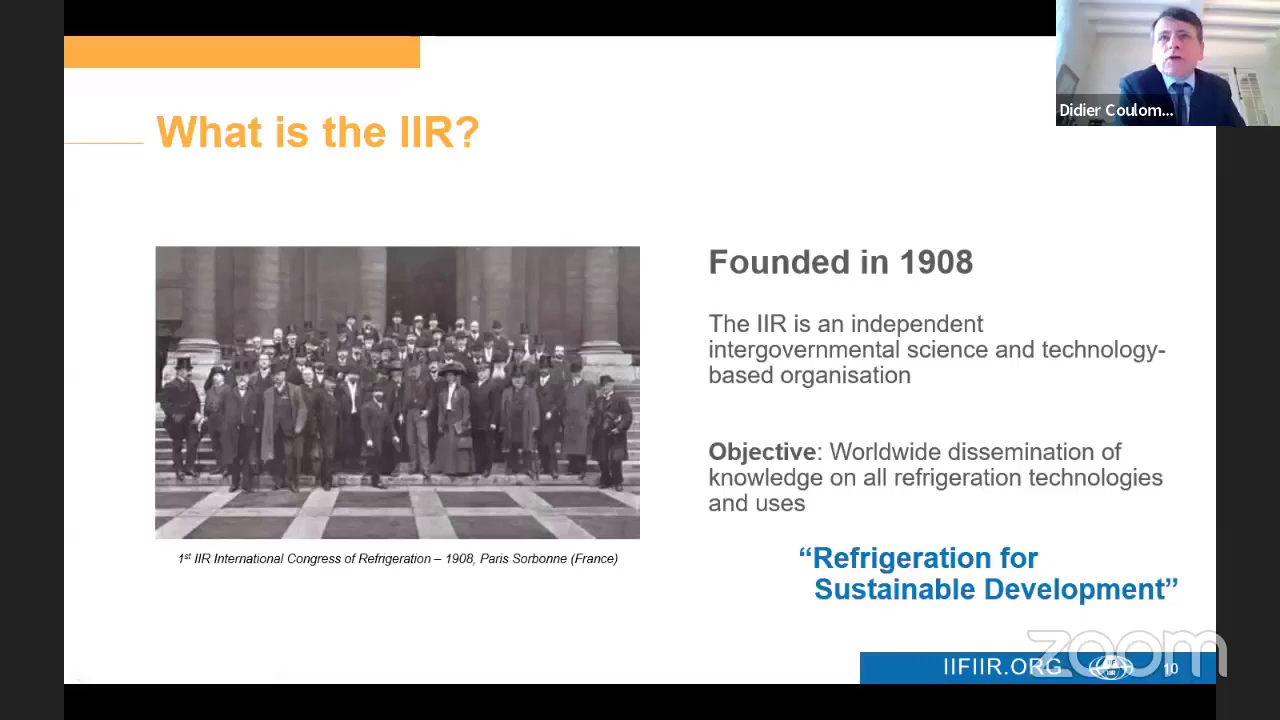 Didier Coulom...
What is the IIR?
Founded in 1908
The IIR is an independent
intergovernmental science and technology-
based organisation
Objective: Worldwide dissemination of
knowledge on all refrigeration technologies
and uses
1st IIR International Congress of Refrigeration – 1908, Paris Sorbonne (France)
“Refrigeration for
Sustainable Development”
zoom
IIFIIR.ORG
IIF
IIR
10